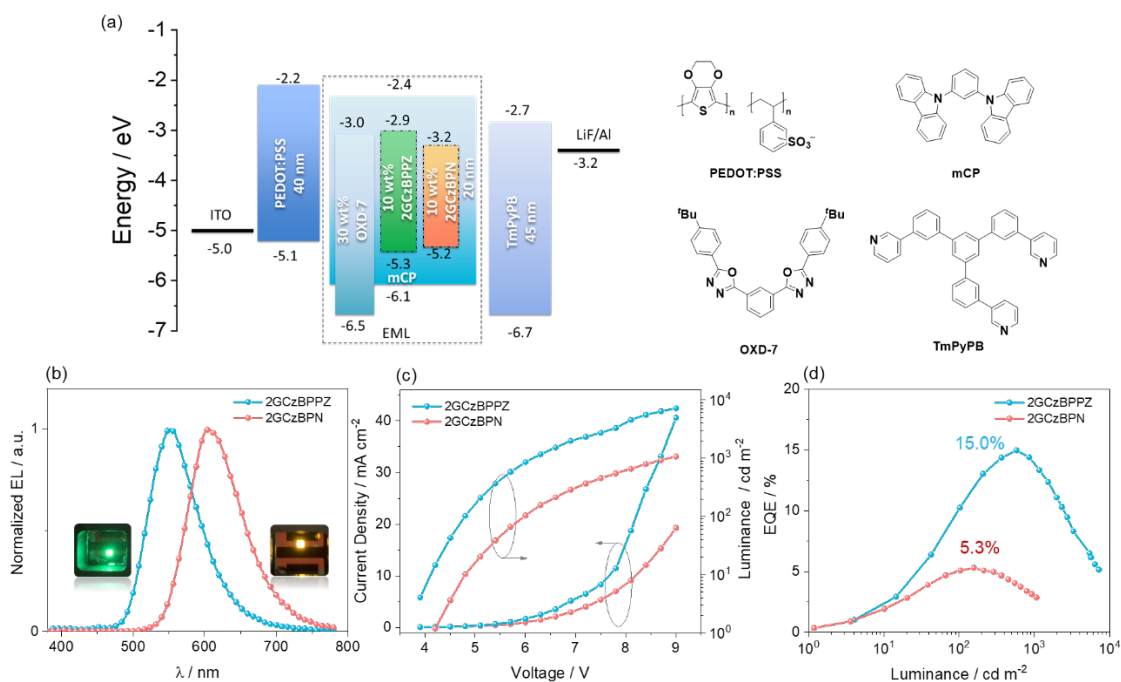 (a)
-1
-2
-3
-4
-5
-6
-7
Energy / eV
ITO
-5.0
-2.2
PEDOT:PSS
40 nm
-5.1
-2.4
-3.0
30 wt%
OXD-7
-6.5
-2.9
10 wt%
2GCzBPPZ
-5.3
-3.2
10 wt%
2GCzBPN
20 nm
-5.2
mCP
-6.1
EML
-2.7
TmPyPB
45 nm
-6.7
LiF/Al
-3.2
O O
S n
n
SO3−
PEDOT:PSS
N N
mCP
tBu tBu
O O
N N N N
OXD-7
N N
N
TmPyPB
(b)
2GCzBPPZ
2GCzBPN
Normalized EL / a.u.
1
0
400 500 600 700 800
λ / nm
(c)
2GCzBPPZ
2GCzBPN
Current Density / mA cm-2
40
30
20
10
0
4 5 6 7 8 9
Voltage / V
10^4
10^3
10^2
10^1
10^0
Luminance / cd m-2
(d)
2GCzBPPZ
2GCzBPN
15.0%
5.3%
EQE / %
20
15
10
5
0
10^0 10^1 10^2 10^3 10^4
Luminance / cd m-2